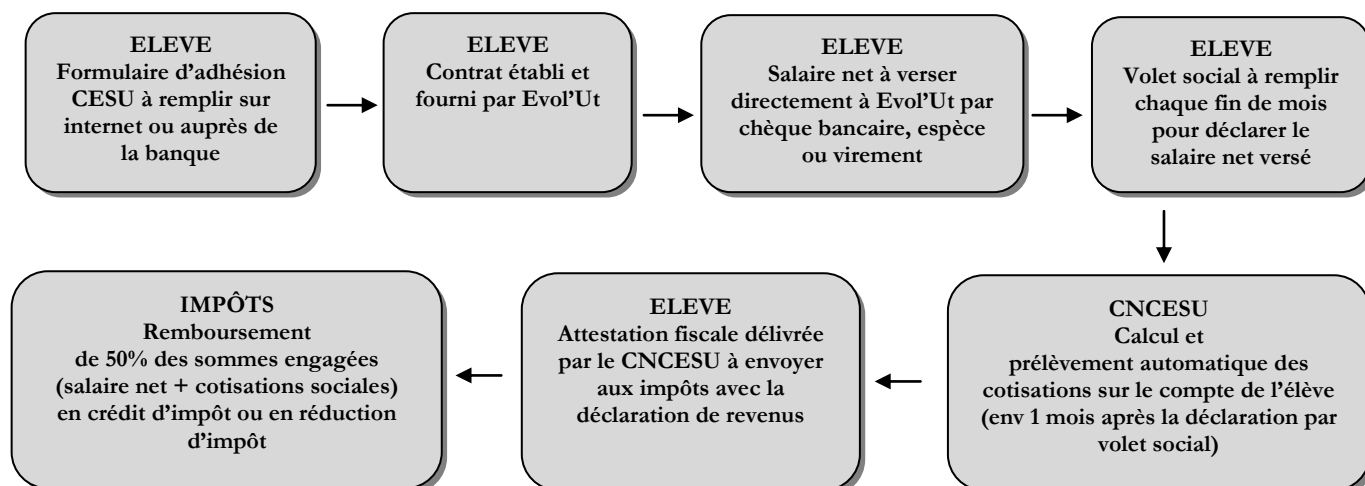 ELEVE
Formulaire d'adhésion
CESU à remplir sur
internet ou auprès de
la banque
ELEVE
Contrat établi et
fourni par Evol'Ut
ELEVE
Salaire net à verser
directement à Evol'Ut par
chèque bancaire, espèce
ou virement
ELEVE
Volet social à remplir
chaque fin de mois
pour déclarer le
salaire net versé
CNCESU
Calcul et
prélèvement automatique des
cotisations sur le compte de l'élève
(env 1 mois après la déclaration par
volet social)
ELEVE
Attestation fiscale délivrée
par le CNCESU à envoyer
aux impôts avec la
déclaration de revenus
IMPÔTS
Remboursement
de 50% des sommes engagées
(salaire net + cotisations sociales)
en crédit d'impôt ou en réduction
d'impôt